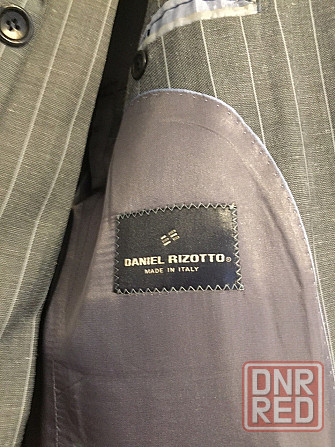 DANIEL RIZOTTO®
MADE IN ITALY
DNR
RED